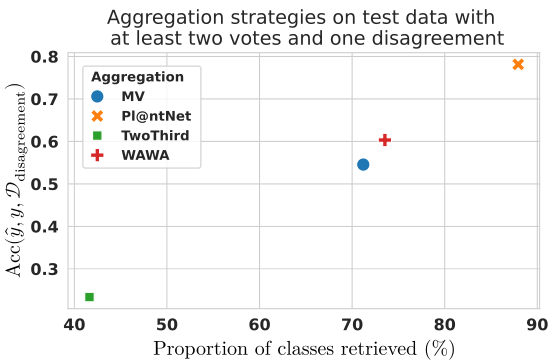 Aggregation strategies on test data with
at least two votes and one disagreement
Acc(ŷ, y, 𝒟_disagreement)
0.8
0.7
0.6
0.5
0.4
0.3
Aggregation
MV
Pl@ntNet
TwoThird
WAWA
40 50 60 70 80 90
Proportion of classes retrieved (%)